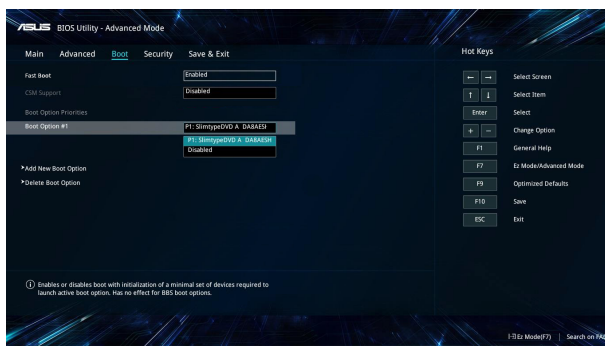 ASUS BIOS Utility - Advanced Mode
Main Advanced Boot Security Save & Exit
Hot Keys
Fast Boot Enabled
CSM Support Disabled
Boot Option Priorities
Boot Option #1 P1: SlimtypeDVD A DA8AESH
P1: SlimtypeDVD A DA8AESH
Disabled
Add New Boot Option
Delete Boot Option
← → Select Screen
↑ ↓ Select Item
Enter Select
+ − Change Option
F1 General Help
F7 Ez Mode/Advanced Mode
F9 Optimized Defaults
F10 Save
ESC Exit
Enables or disables boot with initialization of a minimal set of devices required to
launch active boot option. Has no effect for BBS boot options.
Ez Mode(F7) | Search on FA